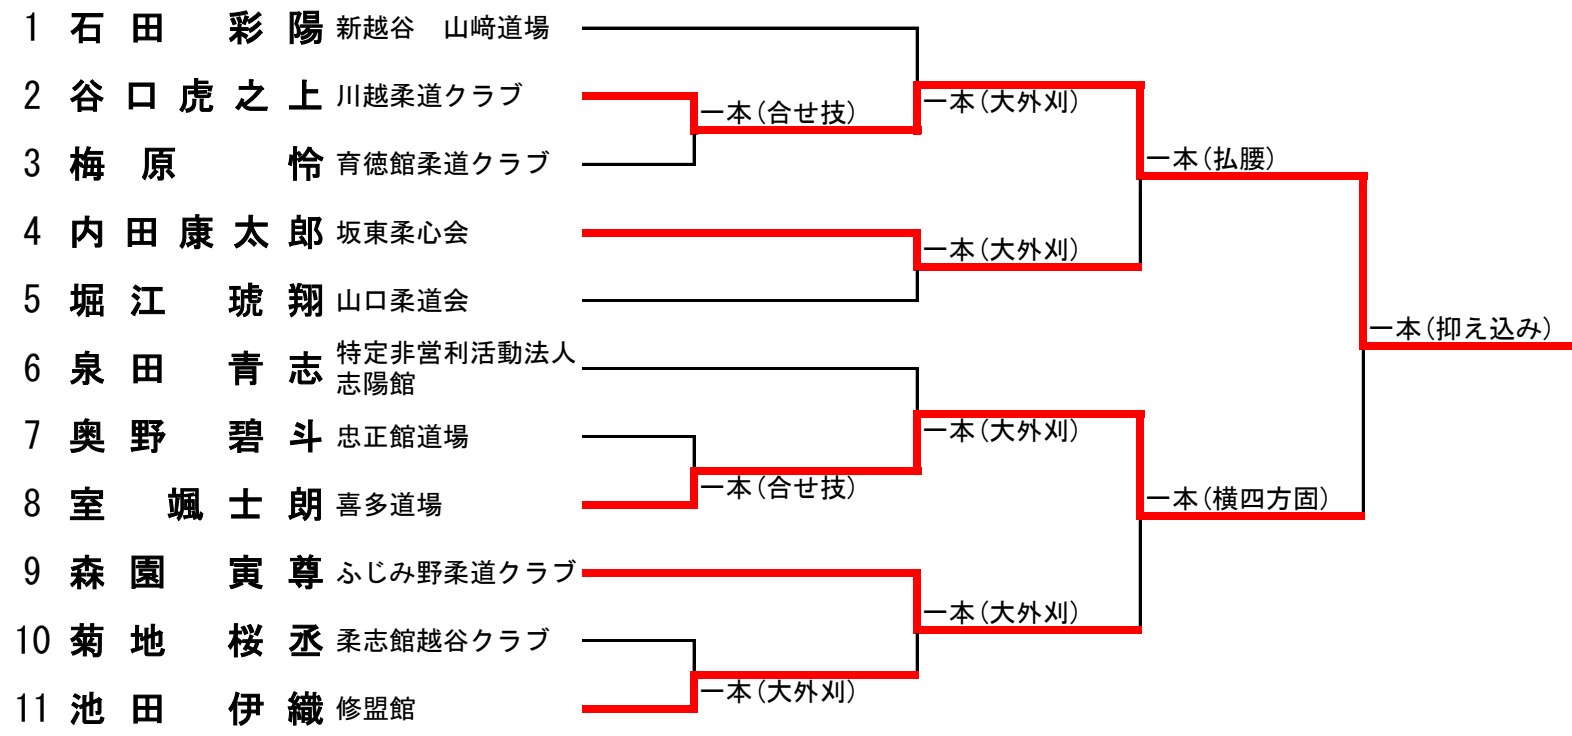 1 石田 彩陽 新越谷 山﨑道場
2 谷口虎之上 川越柔道クラブ
一本(合せ技)
一本(大外刈)
3 梅原 怜 育徳館柔道クラブ
一本(払腰)
4 内田康太郎 坂東柔心会
一本(大外刈)
5 堀江 琥翔 山口柔道会
一本(抑え込み)
6 泉田 青志 特定非営利活動法人
志陽館
7 奥野 碧斗 忠正館道場
一本(大外刈)
一本(合せ技)
8 室 颯士朗 喜多道場
一本(横四方固)
9 森園 寅尊 ふじみ野柔道クラブ
一本(大外刈)
10 菊地 桜丞 柔志館越谷クラブ
一本(大外刈)
11 池田 伊織 修盟館